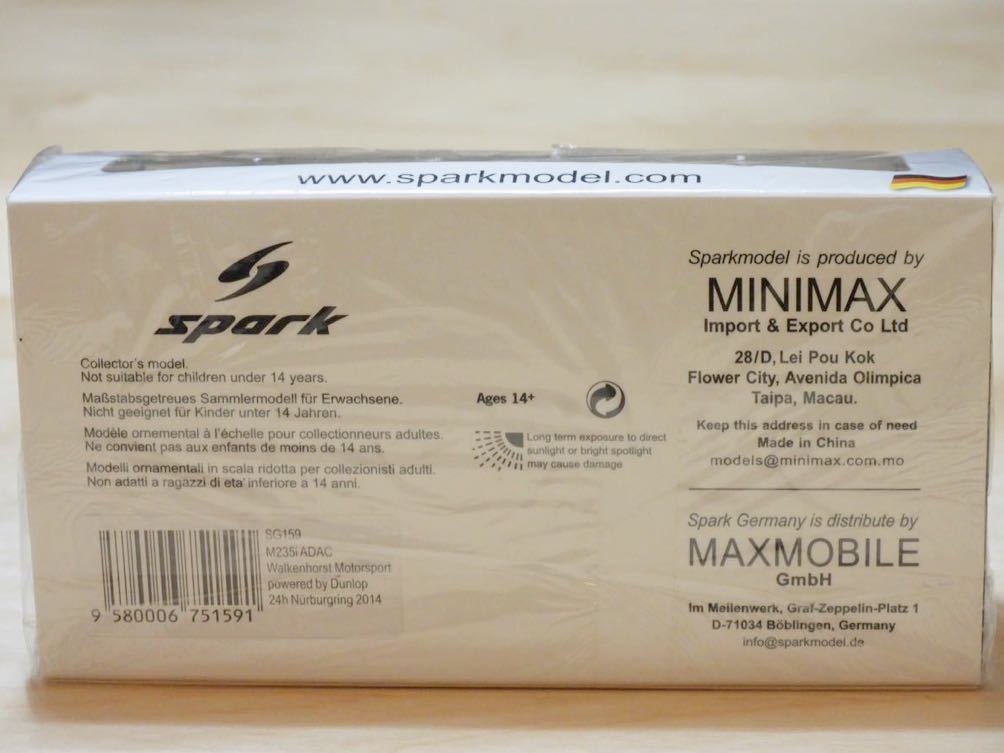 www.sparkmodel.com
spark
Collector's model.
Not suitable for children under 14 years.
Maßstabsgetreues Sammlermodell für Erwachsene.
Nicht geeignet für Kinder unter 14 Jahren.
Modèle ornemental à l'échelle pour collectionneurs adultes.
Ne convient pas aux enfants de moins de 14 ans.
Modelli ornamentali in scala ridotta per collezionisti adulti.
Non adatti a ragazzi di eta' inferiore a 14 anni.
Ages 14+
Long term exposure to direct
sunlight or bright spotlight
may cause damage
SG159
M235i ADAC
Walkenhorst Motorsport
powered by Dunlop
24h Nürburgring 2014
9 580006 751591
Sparkmodel is produced by
MINIMAX
Import & Export Co Ltd
28/D, Lei Pou Kok
Flower City, Avenida Olimpica
Taipa, Macau.
Keep this address in case of need
Made in China
models@minimax.com.mo
Spark Germany is distribute by
MAXMOBILE
GmbH
Im Meilenwerk, Graf-Zeppelin-Platz 1
D-71034 Böblingen, Germany
info@sparkmodel.de